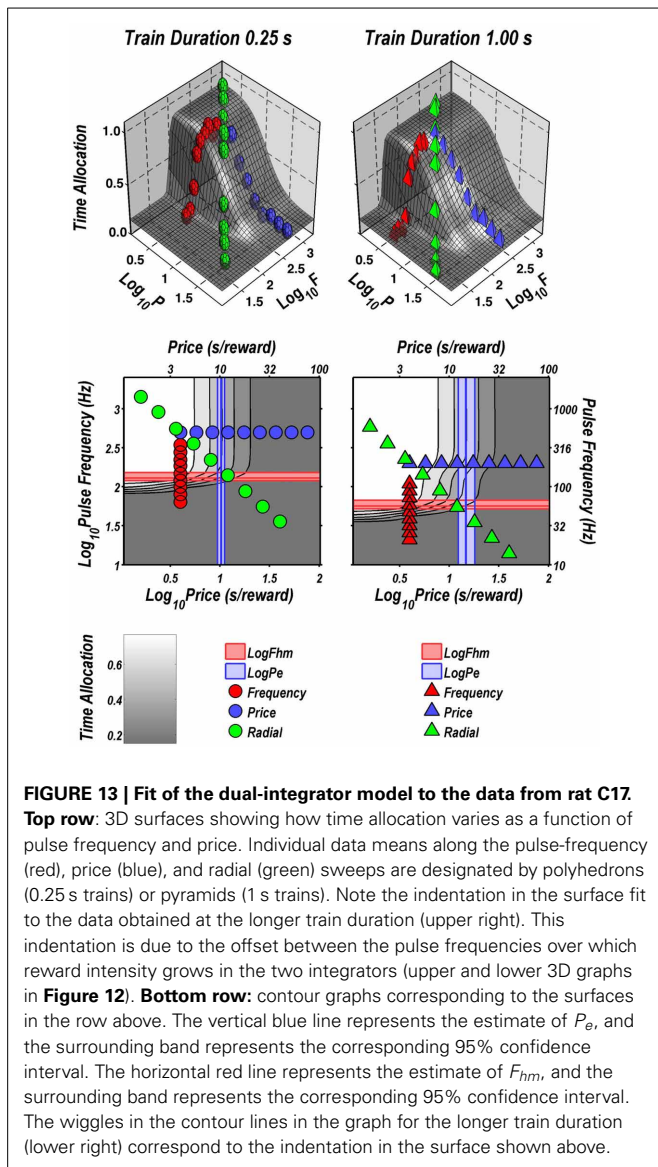 Train Duration 0.25 s
Train Duration 1.00 s
Time Allocation
1.0
0.5
0.0
0.5
1
1.5
Log10P
1.5
2
2.5
3
Log10F
0.5
1
1.5
Log10P
1.5
2
2.5
3
Log10F
Price (s/reward)
3 10 32 100
Log10Pulse Frequency (Hz)
3
2.5
2
1.5
1
0.5 1 1.5 2
Log10Price (s/reward)
Price (s/reward)
3 10 32 100
1000
316
100
32
10
Pulse Frequency (Hz)
0.5 1 1.5 2
Log10Price (s/reward)
Time Allocation
0.6
0.4
0.2
LogFhm
LogPe
Frequency
Price
Radial
LogFhm
LogPe
Frequency
Price
Radial
FIGURE 13 | Fit of the dual-integrator model to the data from rat C17.
Top row: 3D surfaces showing how time allocation varies as a function of
pulse frequency and price. Individual data means along the pulse-frequency
(red), price (blue), and radial (green) sweeps are designated by polyhedrons
(0.25 s trains) or pyramids (1 s trains). Note the indentation in the surface fit
to the data obtained at the longer train duration (upper right). This
indentation is due to the offset between the pulse frequencies over which
reward intensity grows in the two integrators (upper and lower 3D graphs
in Figure 12). Bottom row: contour graphs corresponding to the surfaces
in the row above. The vertical blue line represents the estimate of Pe, and
the surrounding band represents the corresponding 95% confidence
interval. The horizontal red line represents the estimate of Fhm, and the
surrounding band represents the corresponding 95% confidence interval.
The wiggles in the contour lines in the graph for the longer train duration
(lower right) correspond to the indentation in the surface shown above.